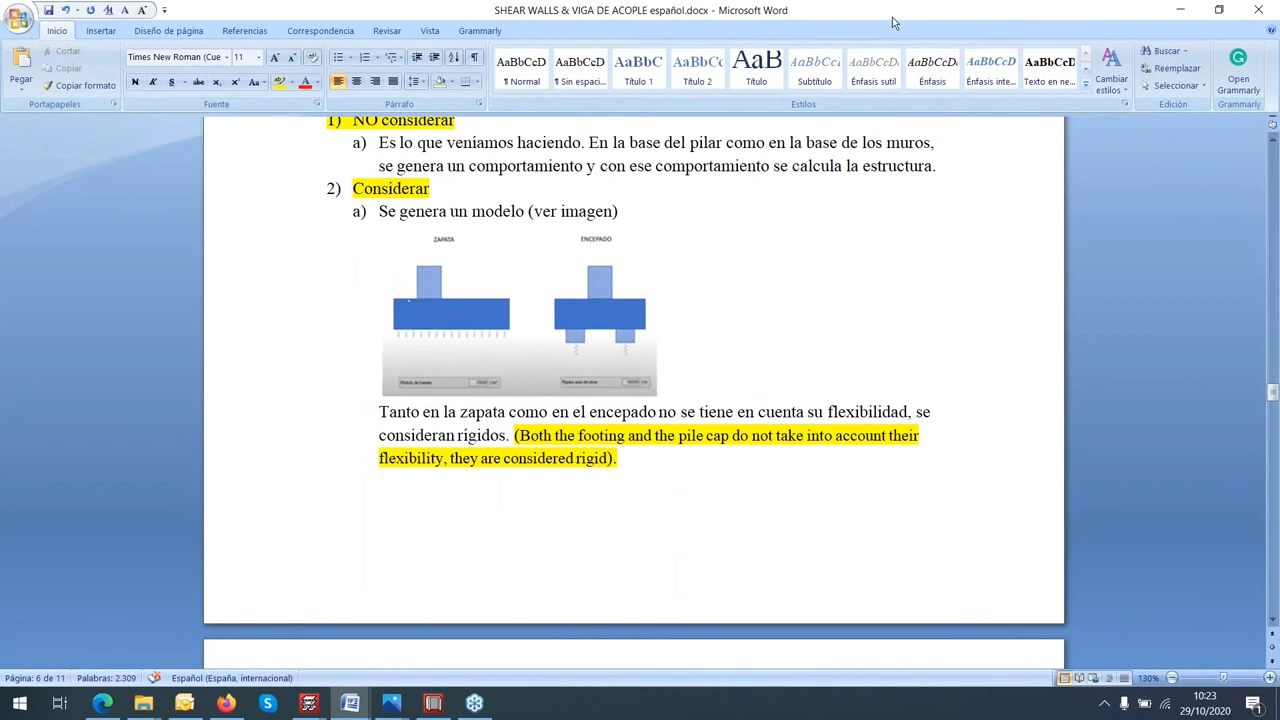 SHEAR WALLS & VIGA DE ACOPLE español.docx - Microsoft Word
Inicio
Insertar
Diseño de página
Referencias
Correspondencia
Revisar
Vista
Grammarly
Pegar
Cortar
Copiar
Copiar formato
Portapapeles
Times New Roman (Cue
11
Fuente
Párrafo
AaBbCcD
¶ Normal
AaBbCcD
¶ Sin espaci...
AaBbC
Título 1
AaBbCc
Título 2
AaB
Título
AaBbCcI
Subtítulo
AaBbCcD
Énfasis sutil
AaBbCcD
Énfasis
AaBbCcD
Énfasis inte...
AaBbCcD
Texto en ne...
Estilos
Cambiar
estilos
Buscar
Reemplazar
Seleccionar
Edición
Open
Grammarly
Grammarly
1) NO considerar
a) Es lo que veníamos haciendo. En la base del pilar como en la base de los muros,
se genera un comportamiento y con ese comportamiento se calcula la estructura.
2) Considerar
a) Se genera un modelo (ver imagen)
ZAPATA
ENCEPADO
Tanto en la zapata como en el encepado no se tiene en cuenta su flexibilidad, se
consideran rígidos. (Both the footing and the pile cap do not take into account their
flexibility, they are considered rigid).
Página: 6 de 11
Palabras: 2.309
Español (España, internacional)
130%
10:23
29/10/2020